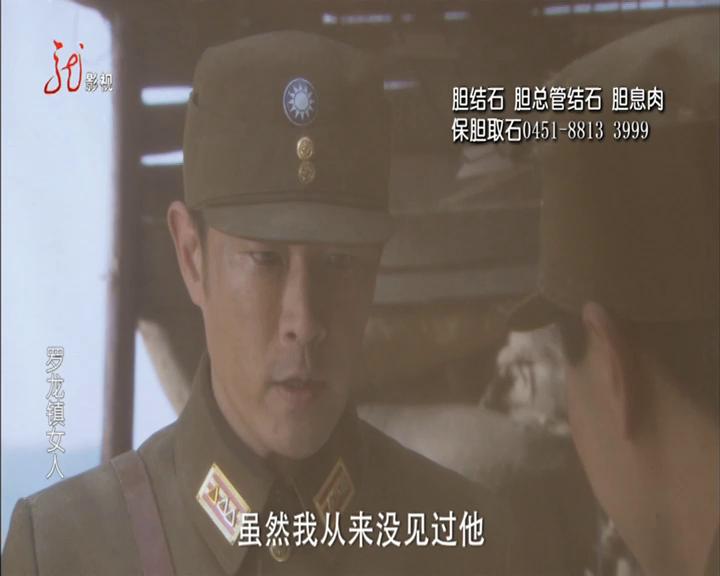 龙影视
胆结石 胆总管结石 胆息肉
保胆取石0451-8813 3999
罗龙镇女人
虽然我从来没见过他